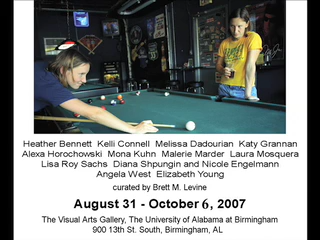 Heather Bennett Kelli Connell Melissa Dadourian Katy Grannan
Alexa Horochowski Mona Kuhn Malerie Marder Laura Mosquera
Lisa Roy Sachs Diana Shpungin and Nicole Engelmann
Angela West Elizabeth Young
curated by Brett M. Levine
August 31 - October 6, 2007
The Visual Arts Gallery, The University of Alabama at Birmingham
900 13th St. South, Birmingham, AL